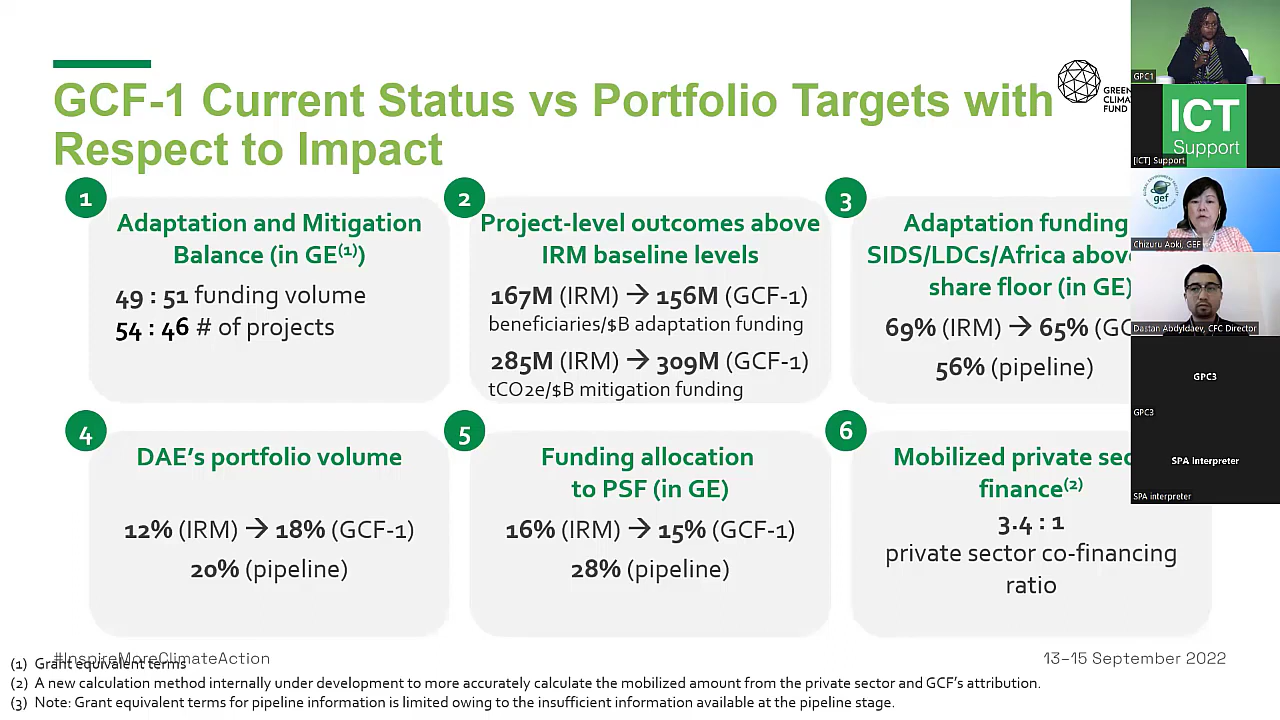 GCF-1 Current Status vs Portfolio Targets with
Respect to Impact
GREEN
CLIMA
FUND
1
Adaptation and Mitigation
Balance (in GE(1))
49 : 51 funding volume
54 : 46 # of projects
2
Project-level outcomes above
IRM baseline levels
167M (IRM) → 156M (GCF-1)
beneficiaries/$B adaptation funding
285M (IRM) → 309M (GCF-1)
tCO2e/$B mitigation funding
3
Adaptation funding
SIDS/LDCs/Africa above
share floor (in GE)
69% (IRM) → 65% (GC
56% (pipeline)
4
DAE's portfolio volume
12% (IRM) → 18% (GCF-1)
20% (pipeline)
5
Funding allocation
to PSF (in GE)
16% (IRM) → 15% (GCF-1)
28% (pipeline)
6
Mobilized private sec
finance(2)
3.4 : 1
private sector co-financing
ratio
#InspireMoreClimateAction
13–15 September 2022
(1) Grant equivalent terms
(2) A new calculation method internally under development to more accurately calculate the mobilized amount from the private sector and GCF's attribution.
(3) Note: Grant equivalent terms for pipeline information is limited owing to the insufficient information available at the pipeline stage.
GPC1
ICT
Support
[ICT] Support
gef
Chizuru Aoki, GEF
Dastan Abdyldaev, CFC Director
GPC3
GPC3
SPA Interpreter
SPA interpreter